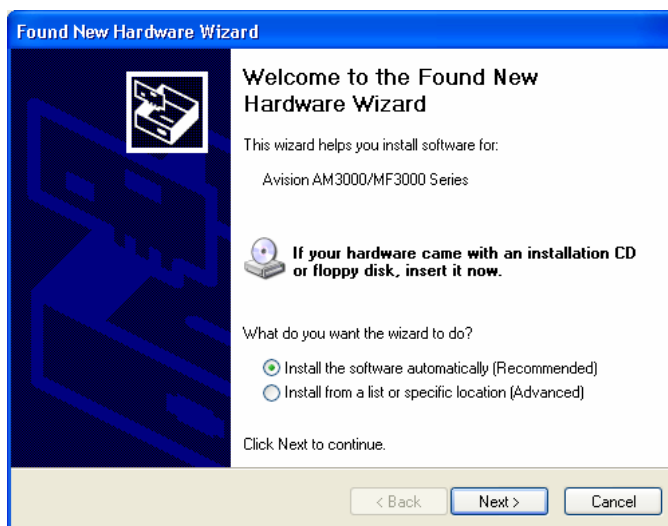 Found New Hardware Wizard
Welcome to the Found New
Hardware Wizard
This wizard helps you install software for:
Avision AM3000/MF3000 Series
If your hardware came with an installation CD
or floppy disk, insert it now.
What do you want the wizard to do?
Install the software automatically (Recommended)
Install from a list or specific location (Advanced)
Click Next to continue.
< Back Next > Cancel